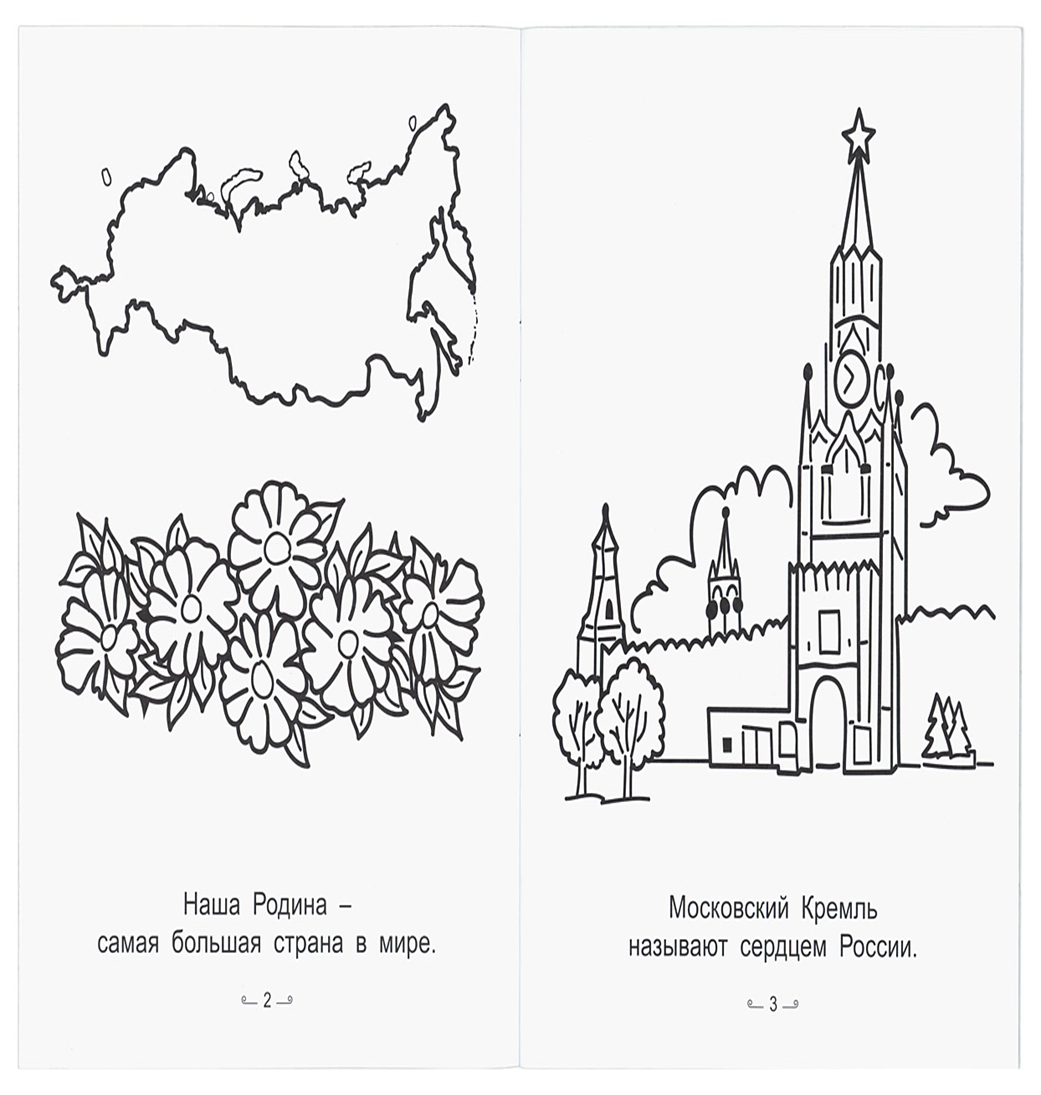 Наша Родина –
самая большая страна в мире.
2
Московский Кремль
называют сердцем России.
3